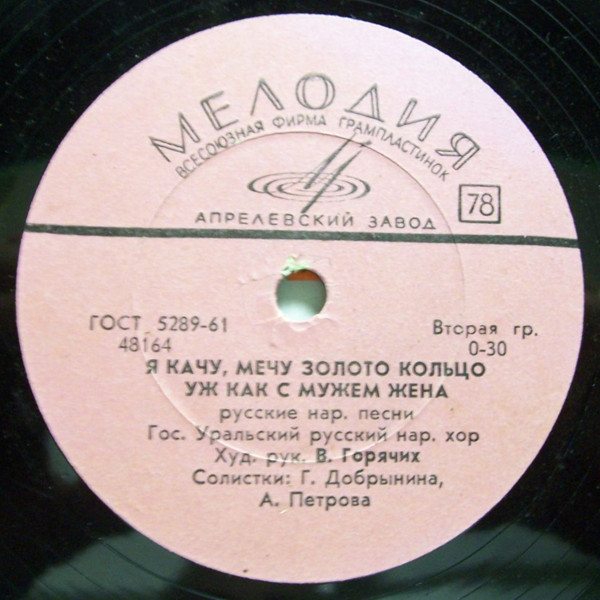 МЕЛОДИЯ
ВСЕСОЮЗНАЯ ФИРМА ГРАМПЛАСТИНОК
АПРЕЛЕВСКИЙ ЗАВОД
78
ГОСТ 5289-61
Вторая гр.
48164
0-30
Я КАЧУ, МЕЧУ ЗОЛОТО КОЛЬЦО
УЖ КАК С МУЖЕМ ЖЕНА
русские нар. песни
Гос. Уральский русский нар. хор
Худ. рук. В. Горячих
Солистки: Г. Добрынина,
А. Петрова